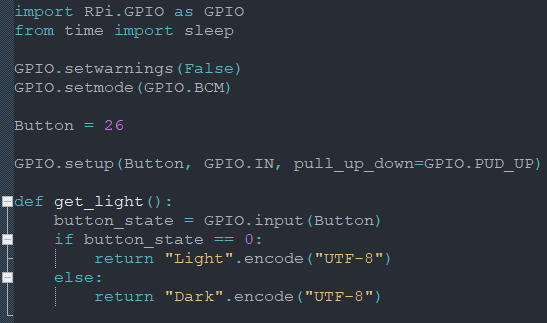 import RPi.GPIO as GPIO
from time import sleep

GPIO.setwarnings(False)
GPIO.setmode(GPIO.BCM)

Button = 26

GPIO.setup(Button, GPIO.IN, pull_up_down=GPIO.PUD_UP)

def get_light():
    button_state = GPIO.input(Button)
    if button_state == 0:
        return "Light".encode("UTF-8")
    else:
        return "Dark".encode("UTF-8")